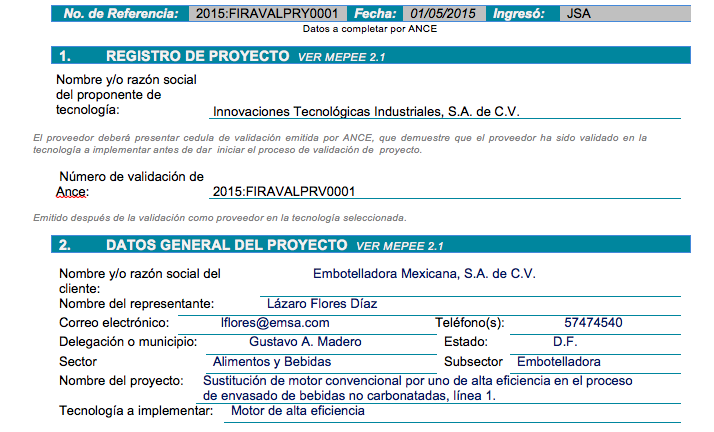 No. de Referencia: 2015:FIRAVALPRY0001 Fecha: 01/05/2015 Ingresó: JSA
Datos a completar por ANCE
1. REGISTRO DE PROYECTO VER MEPEE 2.1
Nombre y/o razón social
del proponente de
tecnología: Innovaciones Tecnológicas Industriales, S.A. de C.V.
El proveedor deberá presentar cedula de validación emitida por ANCE, que demuestre que el proveedor ha sido validado en la
tecnología a implementar antes de dar iniciar el proceso de validación de proyecto.
Número de validación de
Ance: 2015:FIRAVALPRV0001
Emitido después de la validación como proveedor en la tecnología seleccionada.
2. DATOS GENERAL DEL PROYECTO VER MEPEE 2.1
Nombre y/o razón social del Embotelladora Mexicana, S.A. de C.V.
cliente:
Nombre del representante: Lázaro Flores Díaz
Correo electrónico: lflores@emsa.com Teléfono(s): 57474540
Delegación o municipio: Gustavo A. Madero Estado: D.F.
Sector Alimentos y Bebidas Subsector Embotelladora
Nombre del proyecto: Sustitución de motor convencional por uno de alta eficiencia en el proceso
de envasado de bebidas no carbonatadas, línea 1.
Tecnología a implementar: Motor de alta eficiencia